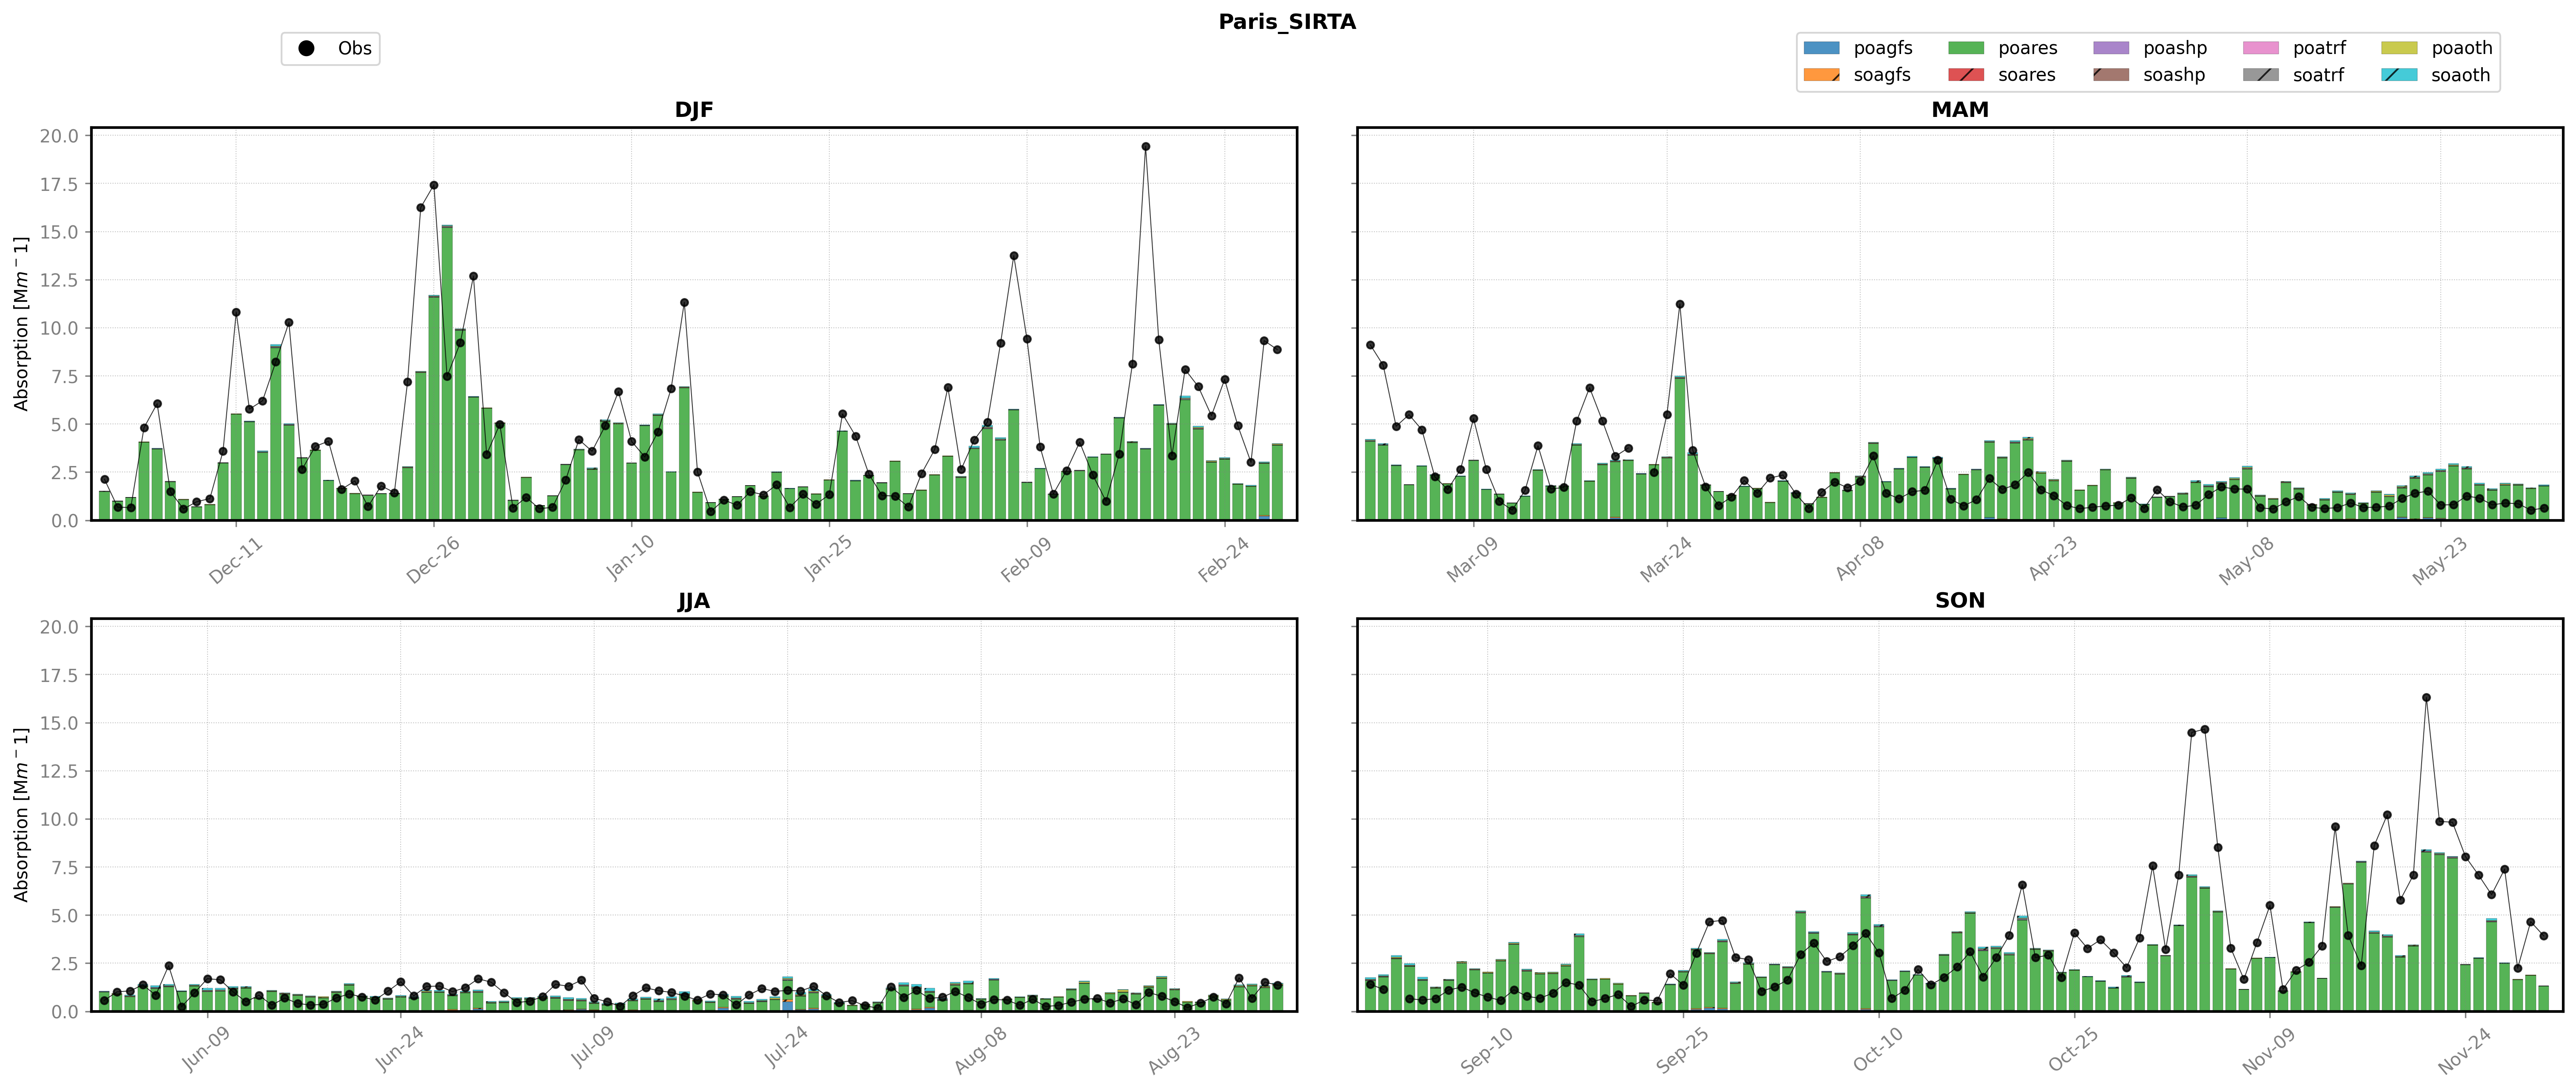 Paris_SIRTA
Obs
poagfs poares poashp poatrf poaoth
soagfs soares soashp soatrf soaoth
DJF
MAM
20.0
17.5
15.0
12.5
10.0
7.5
5.0
2.5
0.0
Absorption [Mm − 1]
Dec-11 Dec-26 Jan-10 Jan-25 Feb-09 Feb-24
Mar-09 Mar-24 Apr-08 Apr-23 May-08 May-23
JJA
SON
20.0
17.5
15.0
12.5
10.0
7.5
5.0
2.5
0.0
Absorption [Mm − 1]
Jun-09 Jun-24 Jul-09 Jul-24 Aug-08 Aug-23
Sep-10 Sep-25 Oct-10 Oct-25 Nov-09 Nov-24